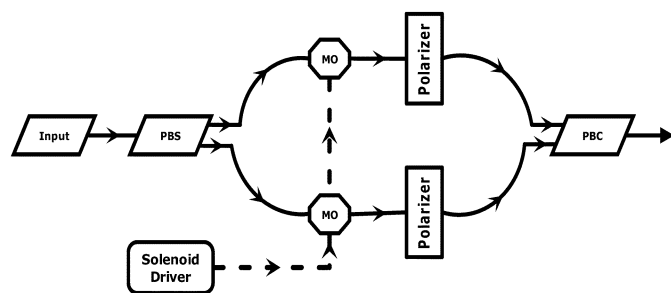 MO
Polarizer
Input
PBS
PBC
MO
Polarizer
Solenoid
Driver